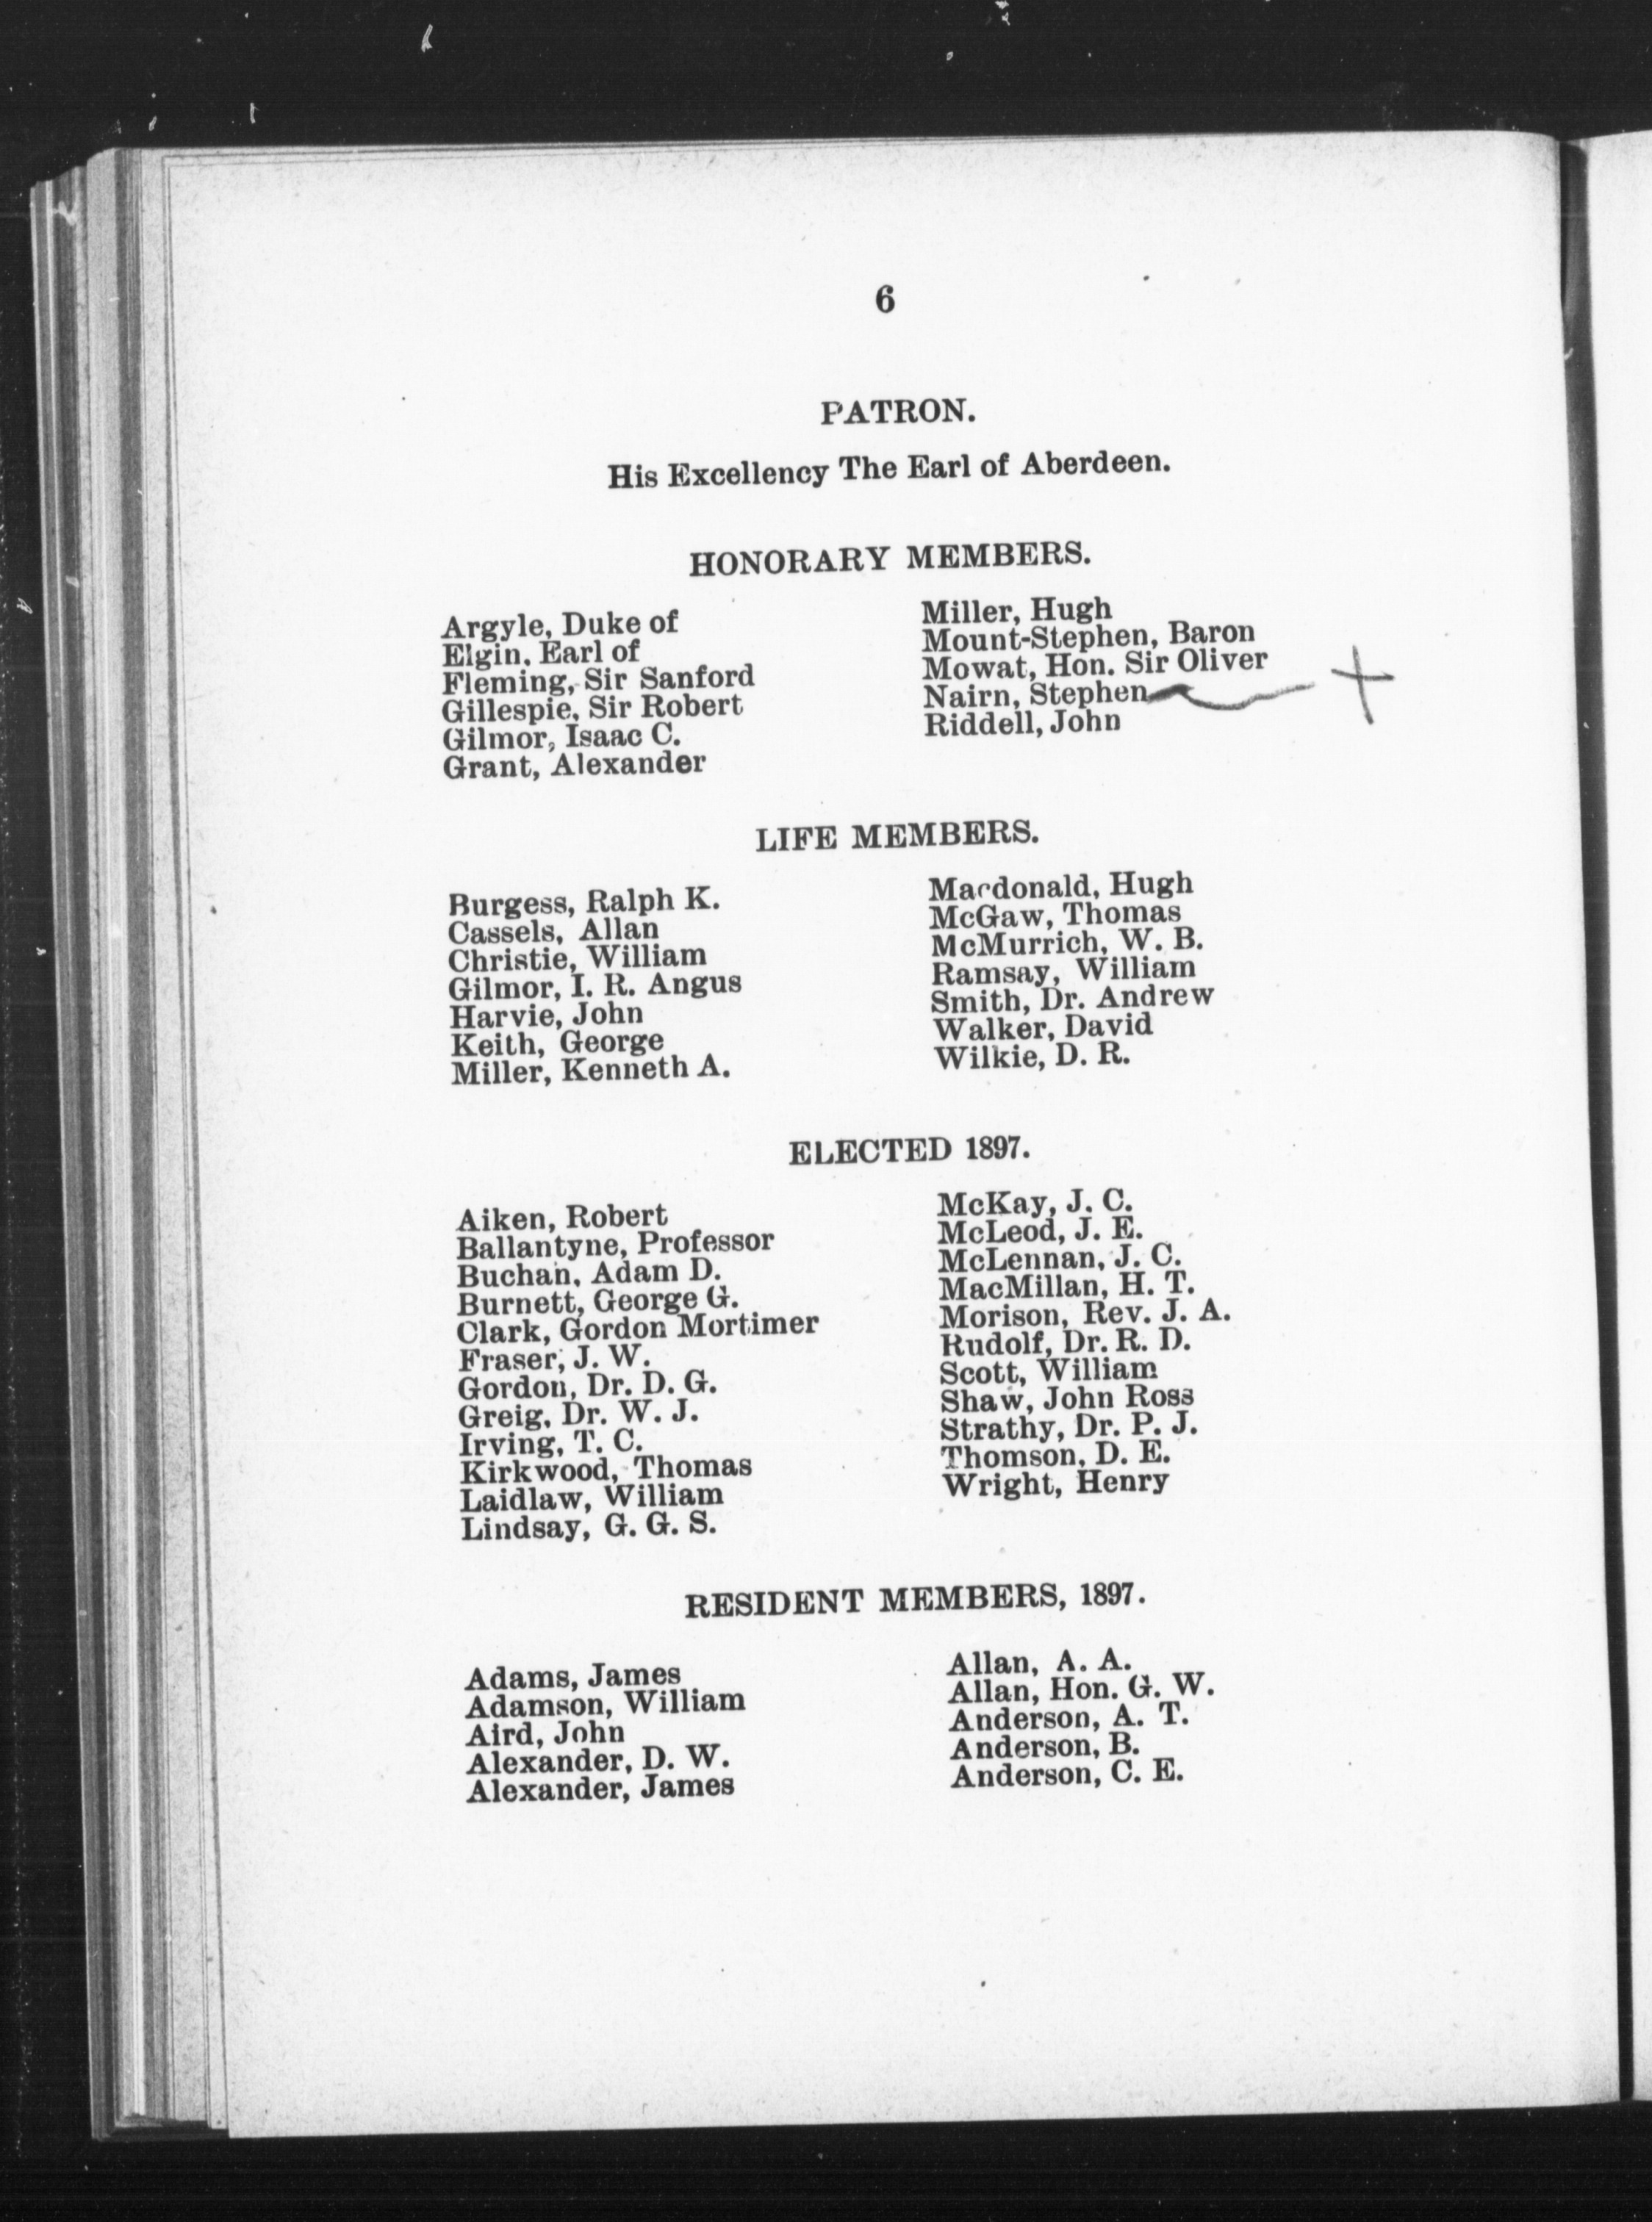 6
PATRON.
His Excellency The Earl of Aberdeen.
HONORARY MEMBERS.
Argyle, Duke of
Elgin, Earl of
Fleming, Sir Sanford
Gillespie, Sir Robert
Gilmor, Isaac C.
Grant, Alexander
Miller, Hugh
Mount-Stephen, Baron
Mowat, Hon. Sir Oliver
Nairn, Stephen
Riddell, John
LIFE MEMBERS.
Burgess, Ralph K.
Cassels, Allan
Christie, William
Gilmor, I. R. Angus
Harvie, John
Keith, George
Miller, Kenneth A.
Macdonald, Hugh
McGaw, Thomas
McMurrich, W. B.
Ramsay, William
Smith, Dr. Andrew
Walker, David
Wilkie, D. R.
ELECTED 1897.
Aiken, Robert
Ballantyne, Professor
Buchan, Adam D.
Burnett, George G.
Clark, Gordon Mortimer
Fraser, J. W.
Gordon, Dr. D. G.
Greig, Dr. W. J.
Irving, T. C.
Kirkwood, Thomas
Laidlaw, William
Lindsay, G. G. S.
McKay, J. C.
McLeod, J. E.
McLennan, J. C.
MacMillan, H. T.
Morison, Rev. J. A.
Rudolf, Dr. R. D.
Scott, William
Shaw, John Ross
Strathy, Dr. P. J.
Thomson, D. E.
Wright, Henry
RESIDENT MEMBERS, 1897.
Adams, James
Adamson, William
Aird, John
Alexander, D. W.
Alexander, James
Allan, A. A.
Allan, Hon. G. W.
Anderson, A. T.
Anderson, B.
Anderson, C. E.